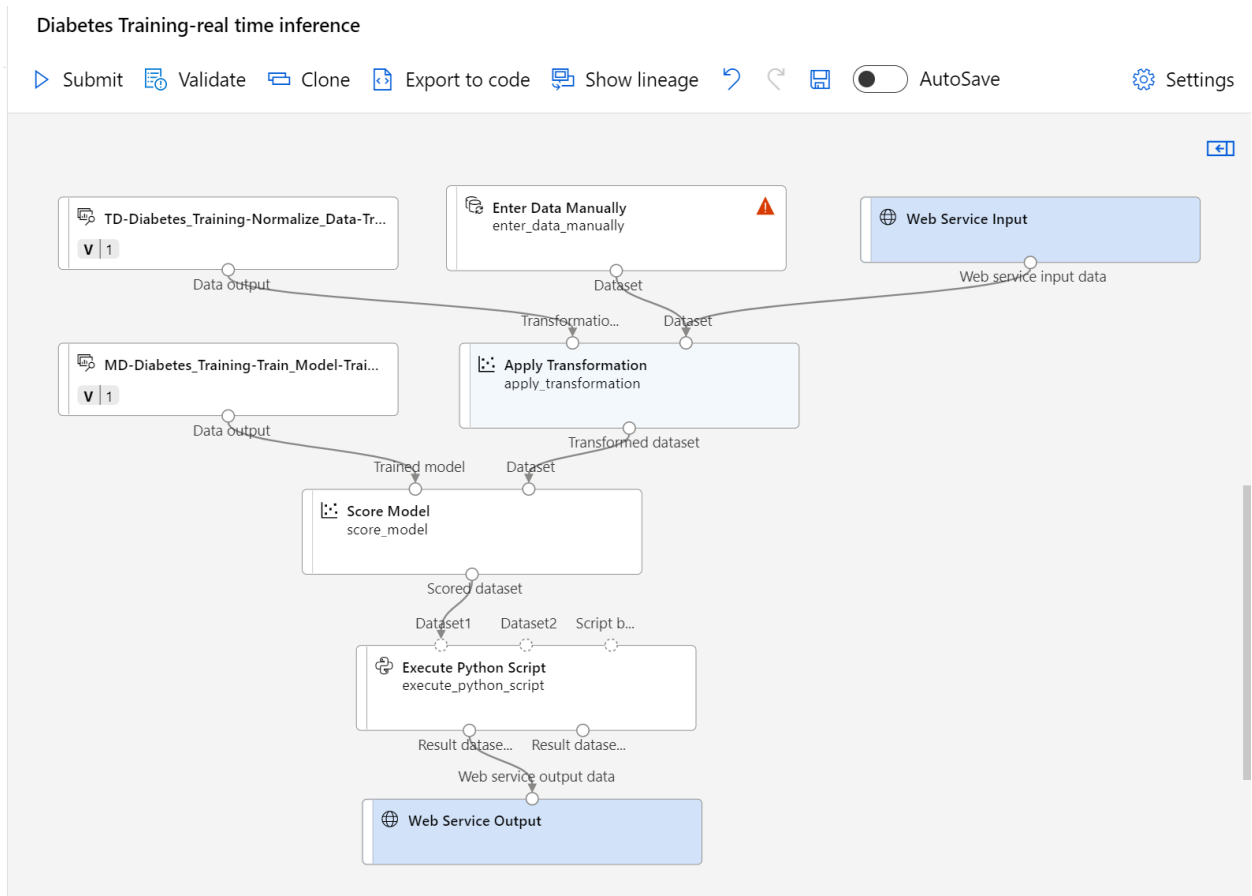 Diabetes Training-real time inference
Submit Validate Clone Export to code Show lineage AutoSave Settings
TD-Diabetes_Training-Normalize_Data-Tr...
V 1
Data output
Enter Data Manually
enter_data_manually
Dataset
Web Service Input
Web service input data
Transformatio... Dataset
Apply Transformation
apply_transformation
Transformed dataset
MD-Diabetes_Training-Train_Model-Trai...
V 1
Data output
Trained model Dataset
Score Model
score_model
Scored dataset
Dataset1 Dataset2 Script b...
Execute Python Script
execute_python_script
Result datase... Result datase...
Web service output data
Web Service Output